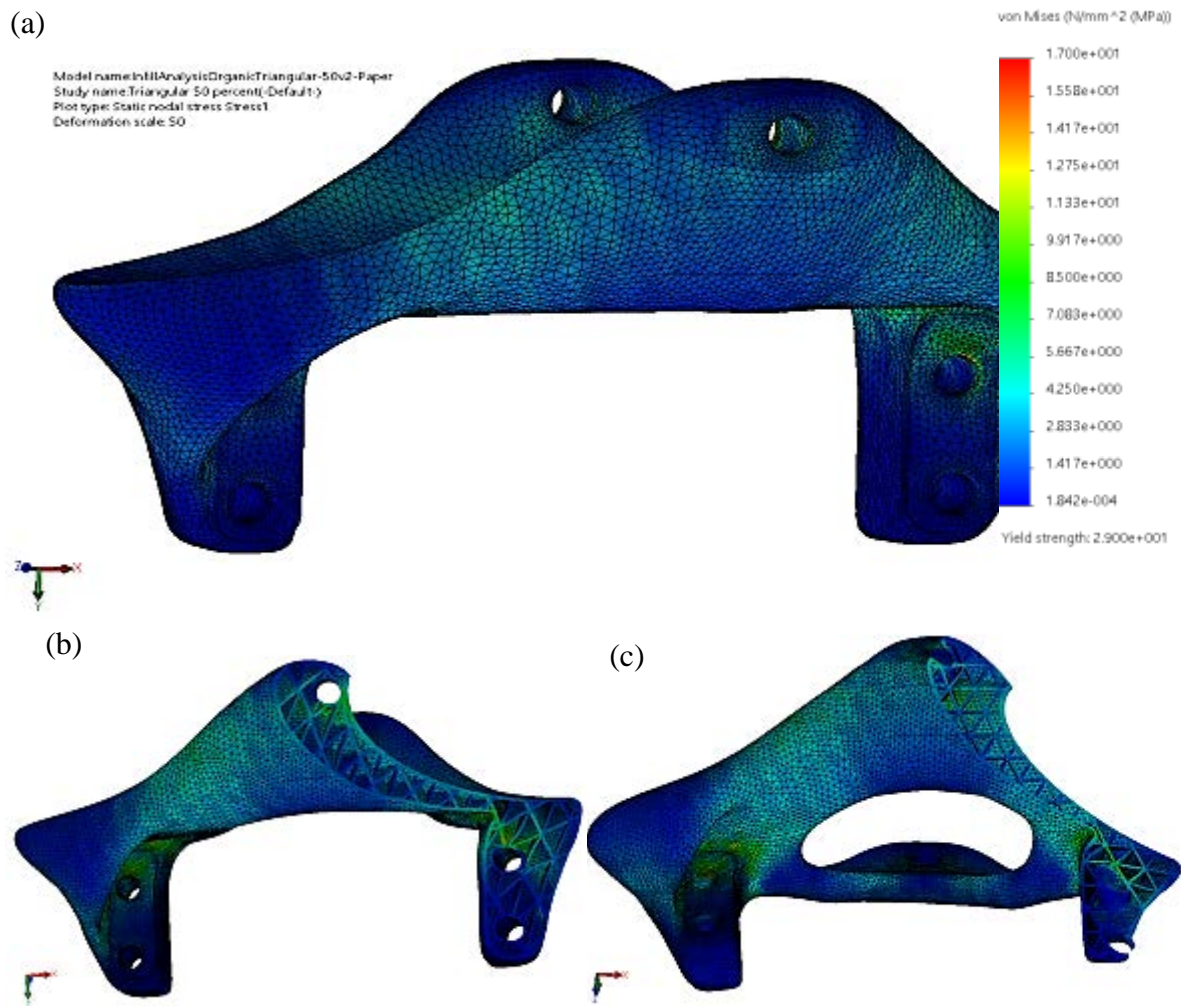 (a)
von Mises (N/mm^2 (MPa))
Model name:InfillAnalysisOrganicTriangular-50v2-Paper
Study name:Triangular 50 percent(-Default-)
Plot type: Static nodal stress Stress1
Deformation scale: 50
1.700e+001
1.558e+001
1.417e+001
1.275e+001
1.133e+001
9.917e+000
8.500e+000
7.083e+000
5.667e+000
4.250e+000
2.833e+000
1.417e+000
1.842e-004
Yield strength: 2.900e+001
Z X
Y
(b)
(c)
X
X